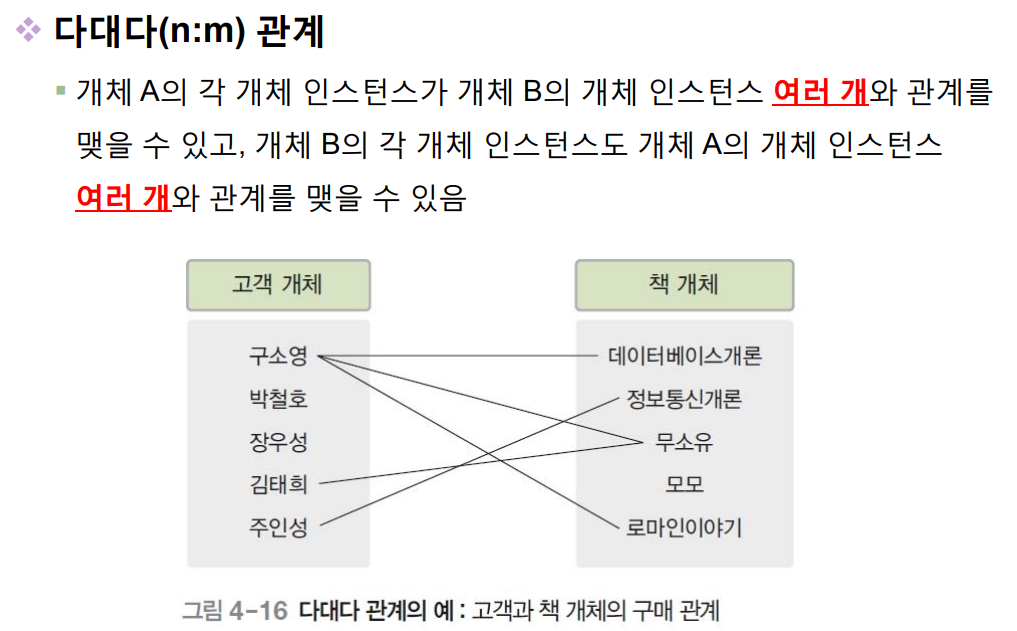 다대다(n:m) 관계
개체 A의 각 개체 인스턴스가 개체 B의 개체 인스턴스 여러 개와 관계를
맺을 수 있고, 개체 B의 각 개체 인스턴스도 개체 A의 개체 인스턴스
여러 개와 관계를 맺을 수 있음
고객 개체
구소영
박철호
장우성
김태희
주인성
책 개체
데이터베이스개론
정보통신개론
무소유
모모
로마인이야기
그림 4-16 다대다 관계의 예 : 고객과 책 개체의 구매 관계